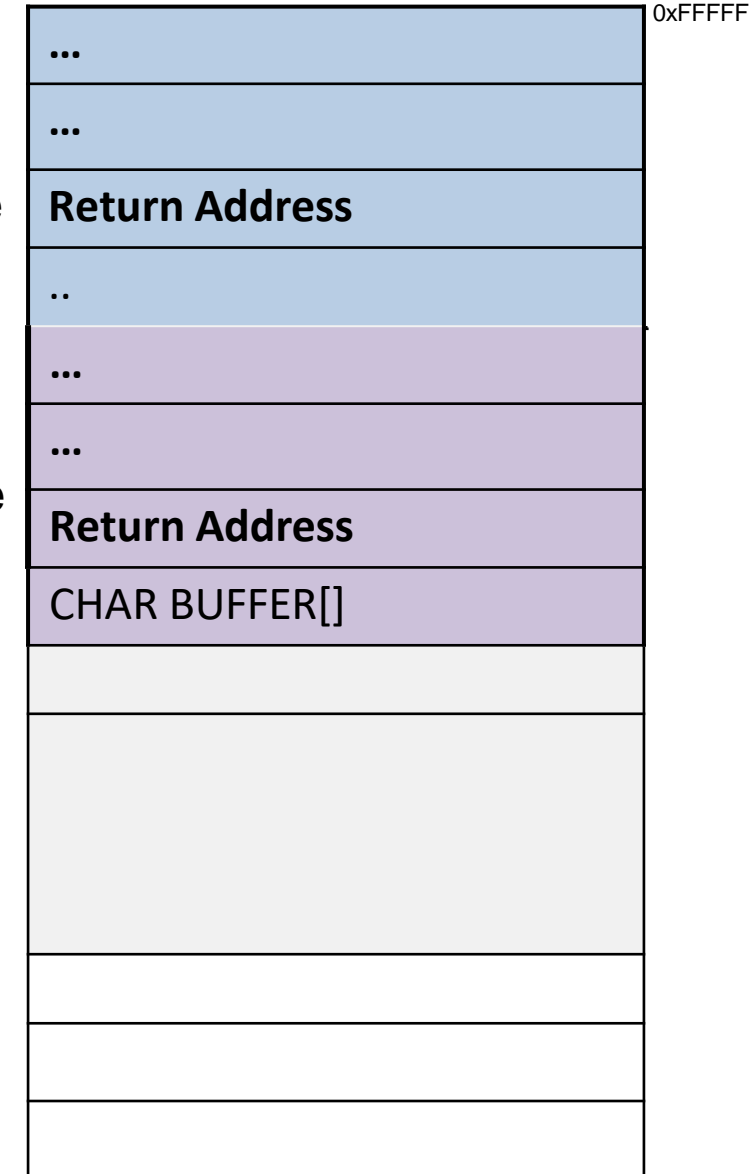 0xFFFFF
...
...
Return Address
..
...
...
Return Address
CHAR BUFFER[]